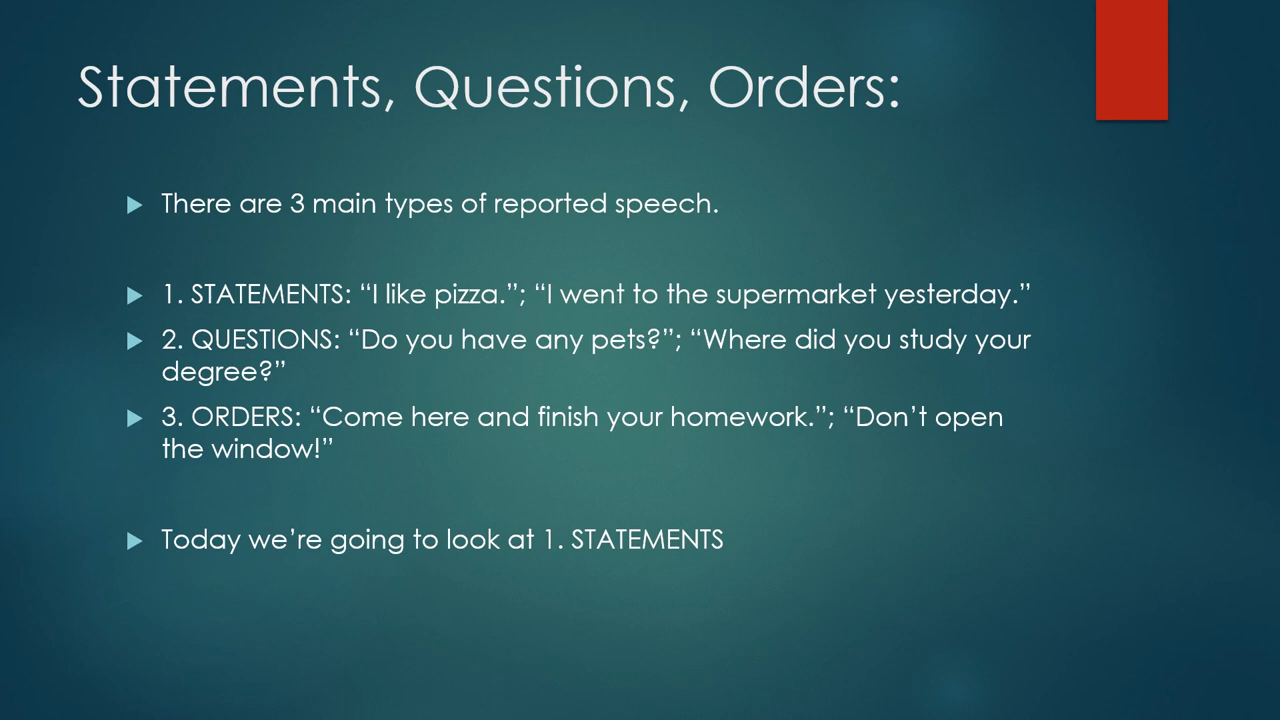 Statements, Questions, Orders:
There are 3 main types of reported speech.
1. STATEMENTS: “I like pizza.”; “I went to the supermarket yesterday.”
2. QUESTIONS: “Do you have any pets?”; “Where did you study your
degree?”
3. ORDERS: “Come here and finish your homework.”; “Don’t open
the window!”
Today we’re going to look at 1. STATEMENTS